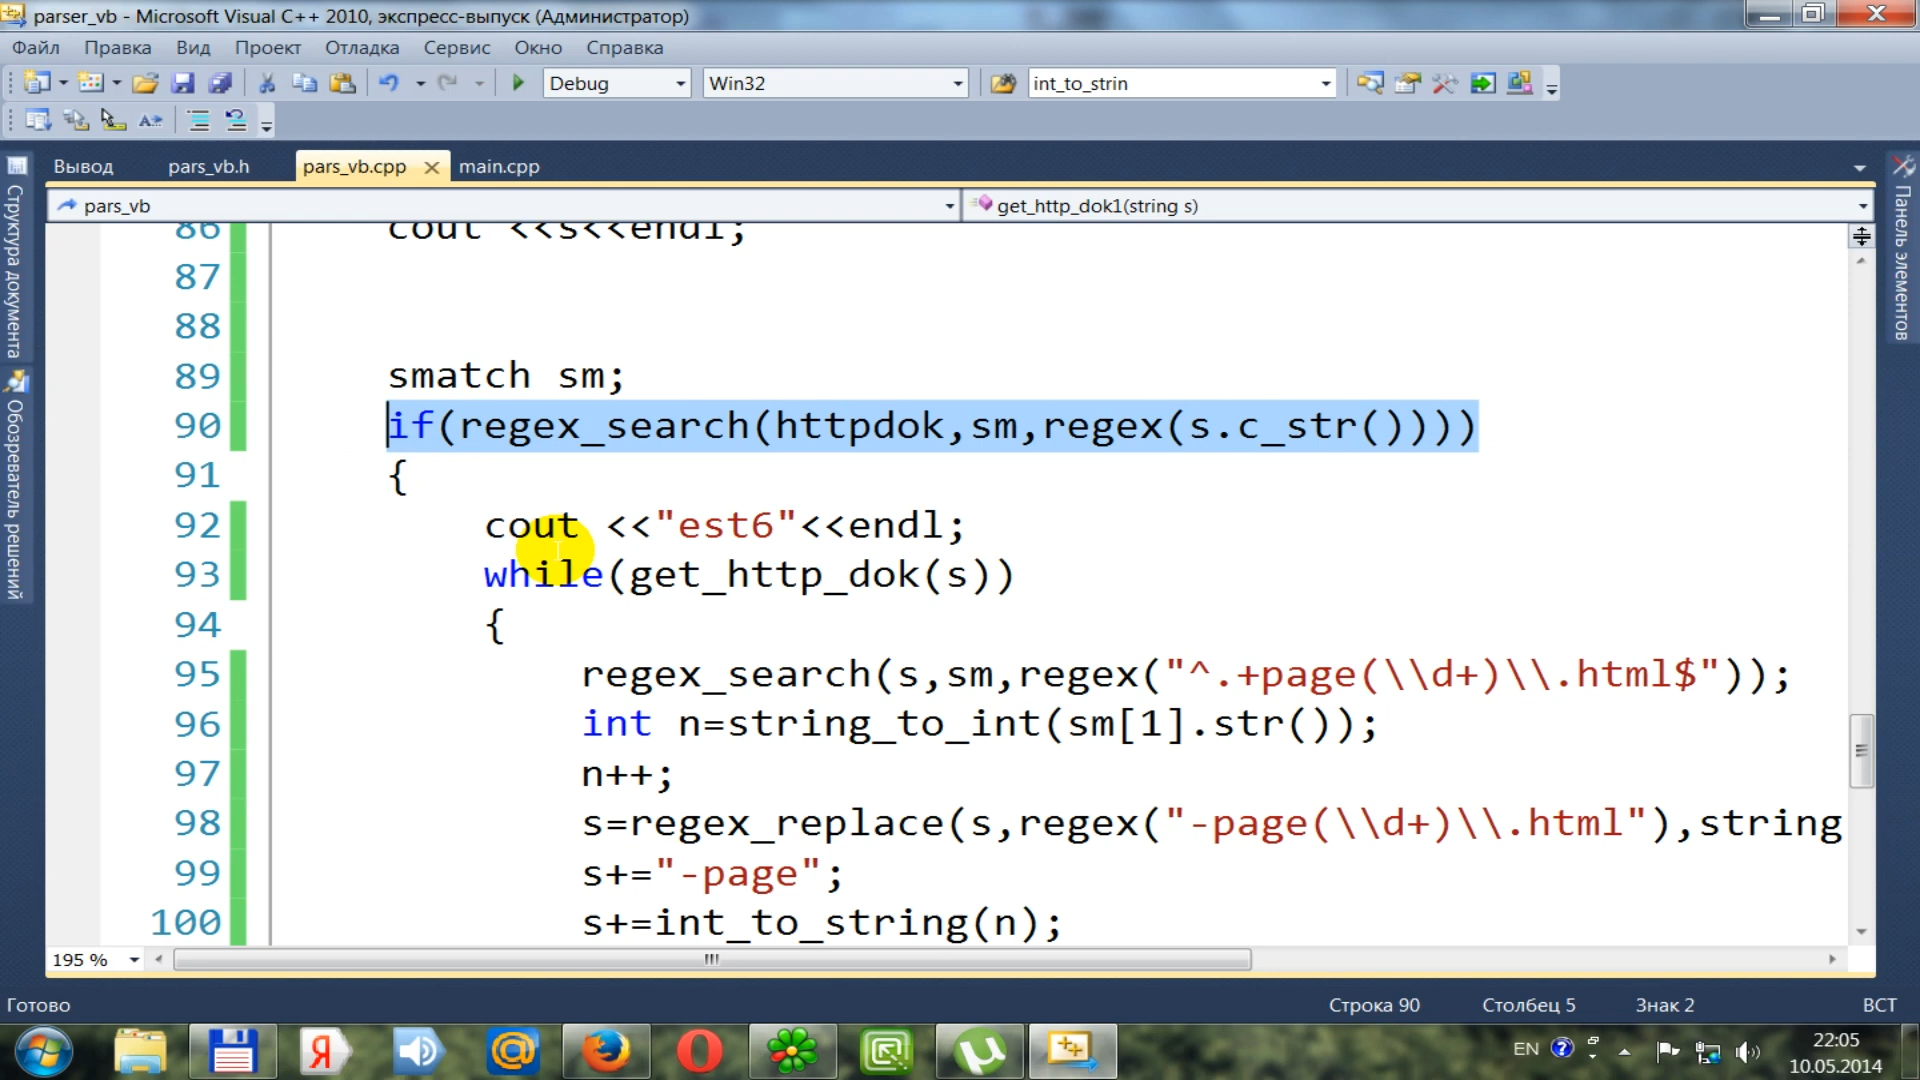 parser_vb - Microsoft Visual C++ 2010, экспресс-выпуск (Администратор)
Файл Правка Вид Проект Отладка Сервис Окно Справка
Debug Win32 int_to_strin
Вывод pars_vb.h pars_vb.cpp main.cpp
pars_vb get_http_dok1(string s)
Структура документа
Обозреватель решений
Панель элементов
86 cout <<s<<endl;
87
88
89 smatch sm;
90 if(regex_search(httpdok,sm,regex(s.c_str())))
91 {
92 cout <<"est6"<<endl;
93 while(get_http_dok(s))
94 {
95 regex_search(s,sm,regex("^.+page(\\d+)\\.html$"));
96 int n=string_to_int(sm[1].str());
97 n++;
98 s=regex_replace(s,regex("-page(\\d+)\\.html"),string
99 s+="-page";
100 s+=int_to_string(n);
195 %
Готово Строка 90 Столбец 5 Знак 2 ВСТ
EN 22:05
10.05.2014